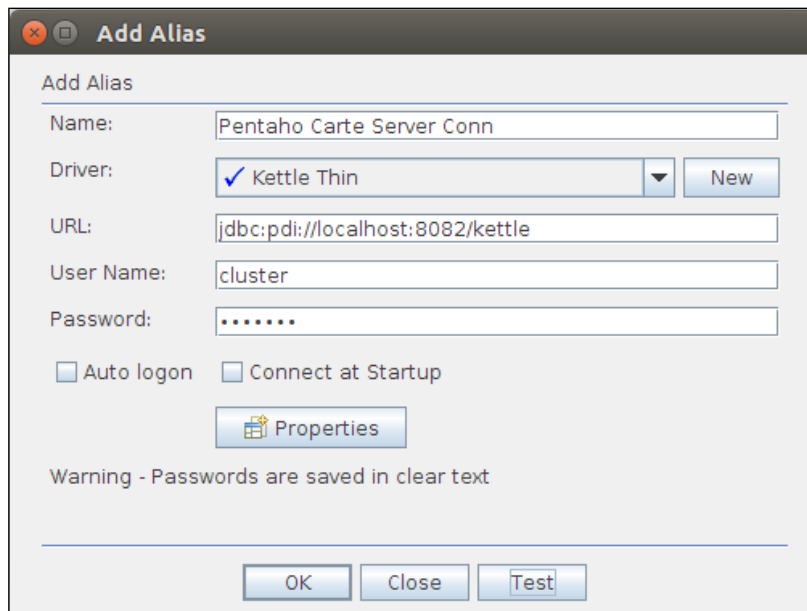 Add Alias
Add Alias
Name: Pentaho Carte Server Conn
Driver: Kettle Thin New
URL: jdbc:pdi://localhost:8082/kettle
User Name: cluster
Password: •••••••
Auto logon Connect at Startup
Properties
Warning - Passwords are saved in clear text
OK Close Test